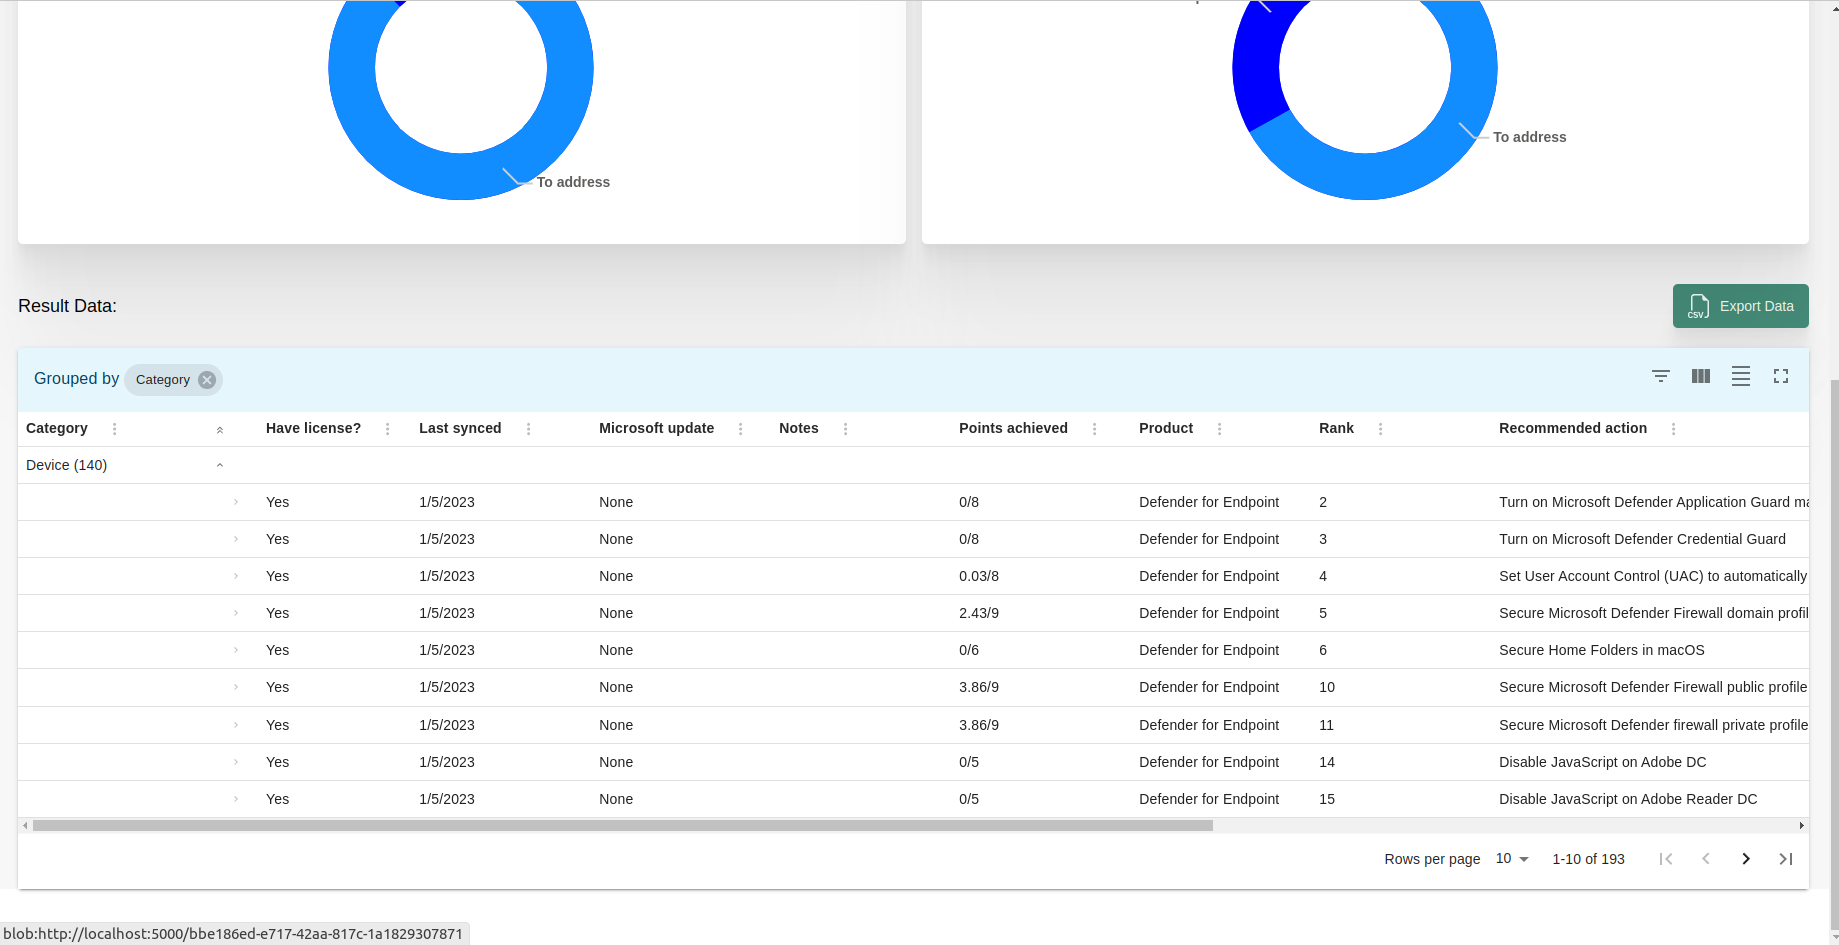 To address
To address
Result Data:
CSV Export Data
Grouped by Category
Category Have license? Last synced Microsoft update Notes Points achieved Product Rank Recommended action
Device (140)
Yes 1/5/2023 None 0/8 Defender for Endpoint 2 Turn on Microsoft Defender Application Guard
Yes 1/5/2023 None 0/8 Defender for Endpoint 3 Turn on Microsoft Defender Credential Guard
Yes 1/5/2023 None 0.03/8 Defender for Endpoint 4 Set User Account Control (UAC) to automatically
Yes 1/5/2023 None 2.43/9 Defender for Endpoint 5 Secure Microsoft Defender Firewall domain profil
Yes 1/5/2023 None 0/6 Defender for Endpoint 6 Secure Home Folders in macOS
Yes 1/5/2023 None 3.86/9 Defender for Endpoint 10 Secure Microsoft Defender Firewall public profile
Yes 1/5/2023 None 3.86/9 Defender for Endpoint 11 Secure Microsoft Defender firewall private profile
Yes 1/5/2023 None 0/5 Defender for Endpoint 14 Disable JavaScript on Adobe DC
Yes 1/5/2023 None 0/5 Defender for Endpoint 15 Disable JavaScript on Adobe Reader DC
Rows per page 10 1-10 of 193
blob:http://localhost:5000/bbe186ed-e717-42aa-817c-1a1829307871